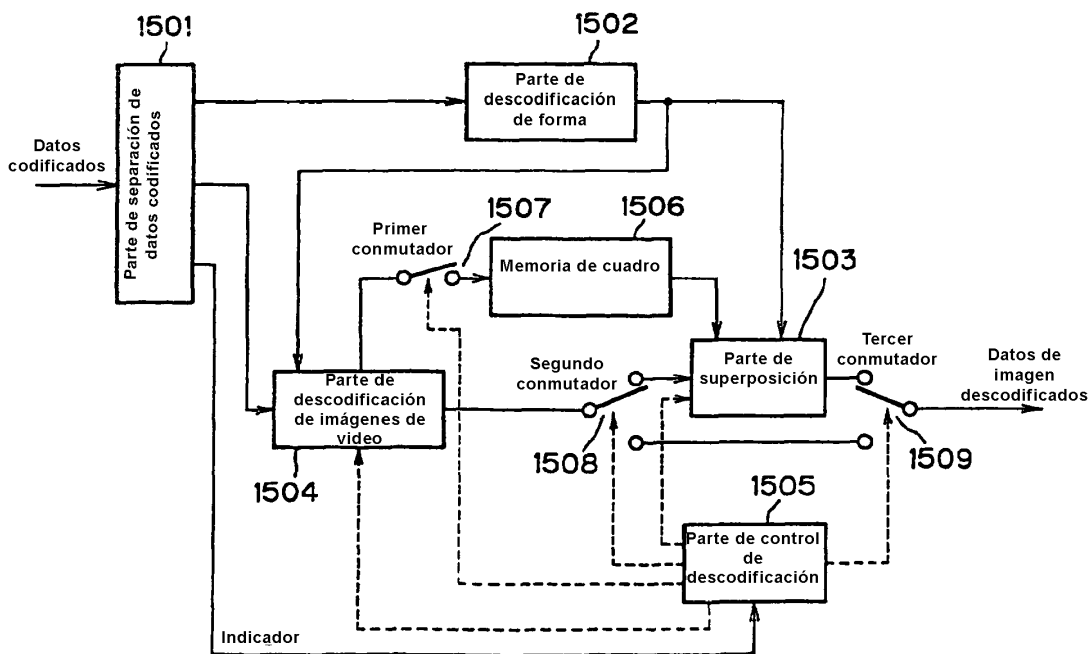 1501
Parte de separación de
datos codificados
Datos
codificados
1502
Parte de
descodificación
de forma
Primer
conmutador
1507
1506
Memoria de cuadro
1503
Parte de
superposición
Segundo
conmutador
1508
Tercer
conmutador
1509
Datos de
imagen
descodificados
Parte de
descodificación
de imágenes de
video
1504
1505
Parte de control
de
descodificación
Indicador